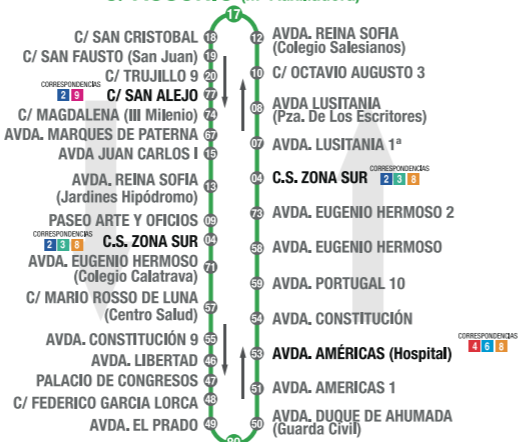 17
C/ SAN CRISTOBAL 18
C/ SAN FAUSTO (San Juan) 19
C/ TRUJILLO 9 20
CORRESPONDENCIAS
2 9 C/ SAN ALEJO 77
C/ MAGDALENA (III Milenio) 74
AVDA. MARQUES DE PATERNA 67
AVDA JUAN CARLOS I 15
AVDA. REINA SOFIA
(Jardines Hipódromo) 13
PASEO ARTE Y OFICIOS 09
CORRESPONDENCIAS
2 3 8 C.S. ZONA SUR 04
AVDA. EUGENIO HERMOSO
(Colegio Calatrava) 71
C/ MARIO ROSSO DE LUNA
(Centro Salud) 57
AVDA. CONSTITUCIÓN 9 55
AVDA. LIBERTAD 46
PALACIO DE CONGRESOS 47
C/ FEDERICO GARCIA LORCA 48
AVDA. EL PRADO 49
12 AVDA. REINA SOFIA
(Colegio Salesianos)
10 C/ OCTAVIO AUGUSTO 3
08 AVDA LUSITANIA
(Pza. De Los Escritores)
07 AVDA. LUSITANIA 1ª
04 C.S. ZONA SUR CORRESPONDENCIAS
2 3 8
73 AVDA. EUGENIO HERMOSO 2
58 AVDA. EUGENIO HERMOSO
59 AVDA. PORTUGAL 10
54 AVDA. CONSTITUCIÓN
CORRESPONDENCIAS
53 AVDA. AMÉRICAS (Hospital) 4 6 8
51 AVDA. AMERICAS 1
50 AVDA. DUQUE DE AHUMADA
(Guarda Civil)